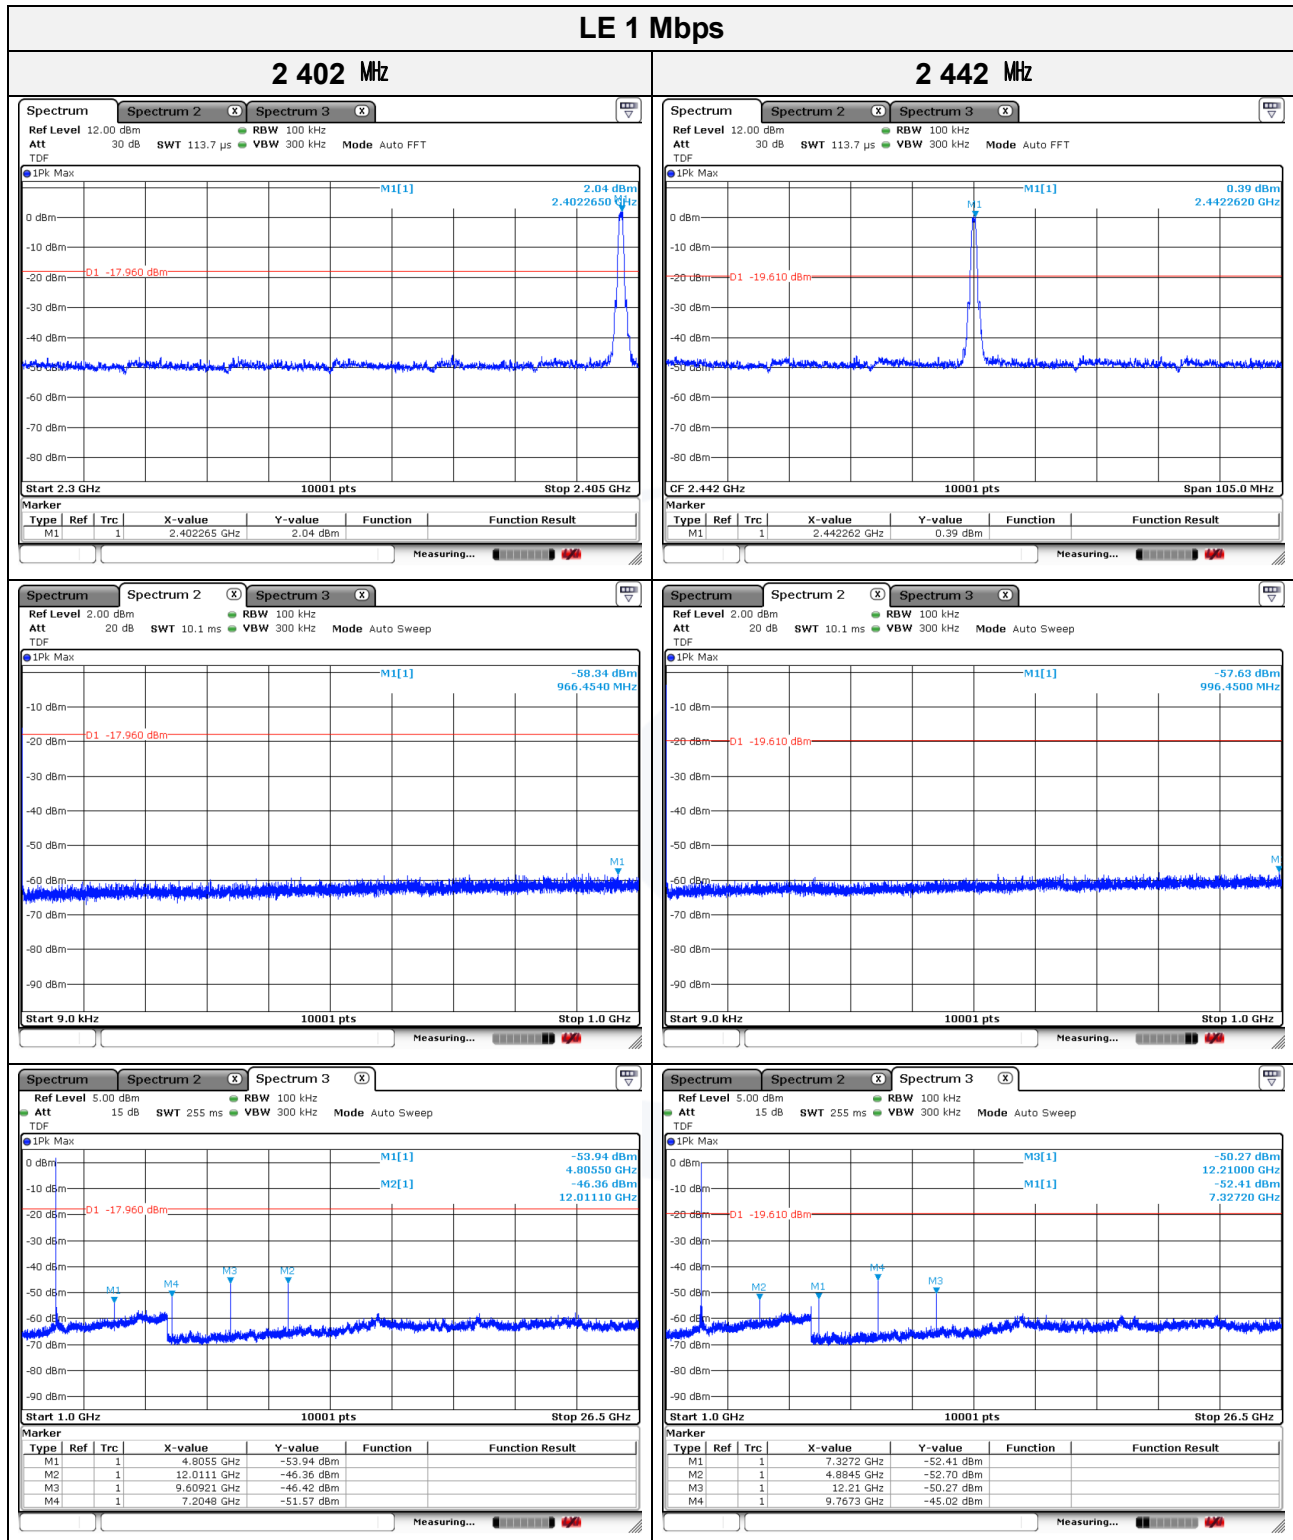 LE 1 Mbps
2 402 ㎒
2 442 ㎒
Spectrum Spectrum 2 X Spectrum 3 X
Ref Level 12.00 dBm RBW 100 kHz
Att 30 dB SWT 113.7 µs VBW 300 kHz Mode Auto FFT
TDF
1Pk Max
M1[1] 2.04 dBm
2.4022650 GHz
M1
0 dBm
-10 dBm
D1 -17.960 dBm
-20 dBm
-30 dBm
-40 dBm
-50 dBm
-60 dBm
-70 dBm
-80 dBm
Start 2.3 GHz 10001 pts Stop 2.405 GHz
Marker
Type Ref Trc X-value Y-value Function Function Result
M1 1 2.402265 GHz 2.04 dBm
Measuring...
Spectrum Spectrum 2 X Spectrum 3 X
Ref Level 12.00 dBm RBW 100 kHz
Att 30 dB SWT 113.7 µs VBW 300 kHz Mode Auto FFT
TDF
1Pk Max
M1[1] 0.39 dBm
2.4422620 GHz
M1
0 dBm
-10 dBm
-20 dBm D1 -19.610 dBm
-30 dBm
-40 dBm
-50 dBm
-60 dBm
-70 dBm
-80 dBm
CF 2.442 GHz 10001 pts Span 105.0 MHz
Marker
Type Ref Trc X-value Y-value Function Function Result
M1 1 2.442262 GHz 0.39 dBm
Measuring...
Spectrum Spectrum 2 X Spectrum 3 X
Ref Level 2.00 dBm RBW 100 kHz
Att 20 dB SWT 10.1 ms VBW 300 kHz Mode Auto Sweep
TDF
1Pk Max
M1[1] -58.34 dBm
966.4540 MHz
-10 dBm
D1 -17.960 dBm
-20 dBm
-30 dBm
-40 dBm
-50 dBm
M1
-60 dBm
-70 dBm
-80 dBm
-90 dBm
Start 9.0 kHz 10001 pts Stop 1.0 GHz
Measuring...
Spectrum Spectrum 2 X Spectrum 3 X
Ref Level 2.00 dBm RBW 100 kHz
Att 20 dB SWT 10.1 ms VBW 300 kHz Mode Auto Sweep
TDF
1Pk Max
M1[1] -57.63 dBm
996.4500 MHz
-10 dBm
-20 dBm D1 -19.610 dBm
-30 dBm
-40 dBm
-50 dBm
M
-60 dBm
-70 dBm
-80 dBm
-90 dBm
Start 9.0 kHz 10001 pts Stop 1.0 GHz
Measuring...
Spectrum Spectrum 2 X Spectrum 3 X
Ref Level 5.00 dBm RBW 100 kHz
Att 15 dB SWT 255 ms VBW 300 kHz Mode Auto Sweep
TDF
1Pk Max
M1[1] -53.94 dBm
4.80550 GHz
M2[1] -46.36 dBm
12.01110 GHz
0 dBm
-10 dBm
D1 -17.960 dBm
-20 dBm
-30 dBm
-40 dBm
M1 M4 M3 M2
-50 dBm
-60 dBm
-70 dBm
-80 dBm
-90 dBm
Start 1.0 GHz 10001 pts Stop 26.5 GHz
Marker
Type Ref Trc X-value Y-value Function Function Result
M1 1 4.8055 GHz -53.94 dBm
M2 1 12.0111 GHz -46.36 dBm
M3 1 9.60921 GHz -46.42 dBm
M4 1 7.2048 GHz -51.57 dBm
Measuring...
Spectrum Spectrum 2 X Spectrum 3 X
Ref Level 5.00 dBm RBW 100 kHz
Att 15 dB SWT 255 ms VBW 300 kHz Mode Auto Sweep
TDF
1Pk Max
M3[1] -50.27 dBm
12.21000 GHz
M1[1] -52.41 dBm
7.32720 GHz
0 dBm
-10 dBm
-20 dBm D1 -19.610 dBm
-30 dBm
-40 dBm
M2 M1 M4 M3
-50 dBm
-60 dBm
-70 dBm
-80 dBm
-90 dBm
Start 1.0 GHz 10001 pts Stop 26.5 GHz
Marker
Type Ref Trc X-value Y-value Function Function Result
M1 1 7.3272 GHz -52.41 dBm
M2 1 4.8845 GHz -52.70 dBm
M3 1 12.21 GHz -50.27 dBm
M4 1 9.7673 GHz -45.02 dBm
Measuring...